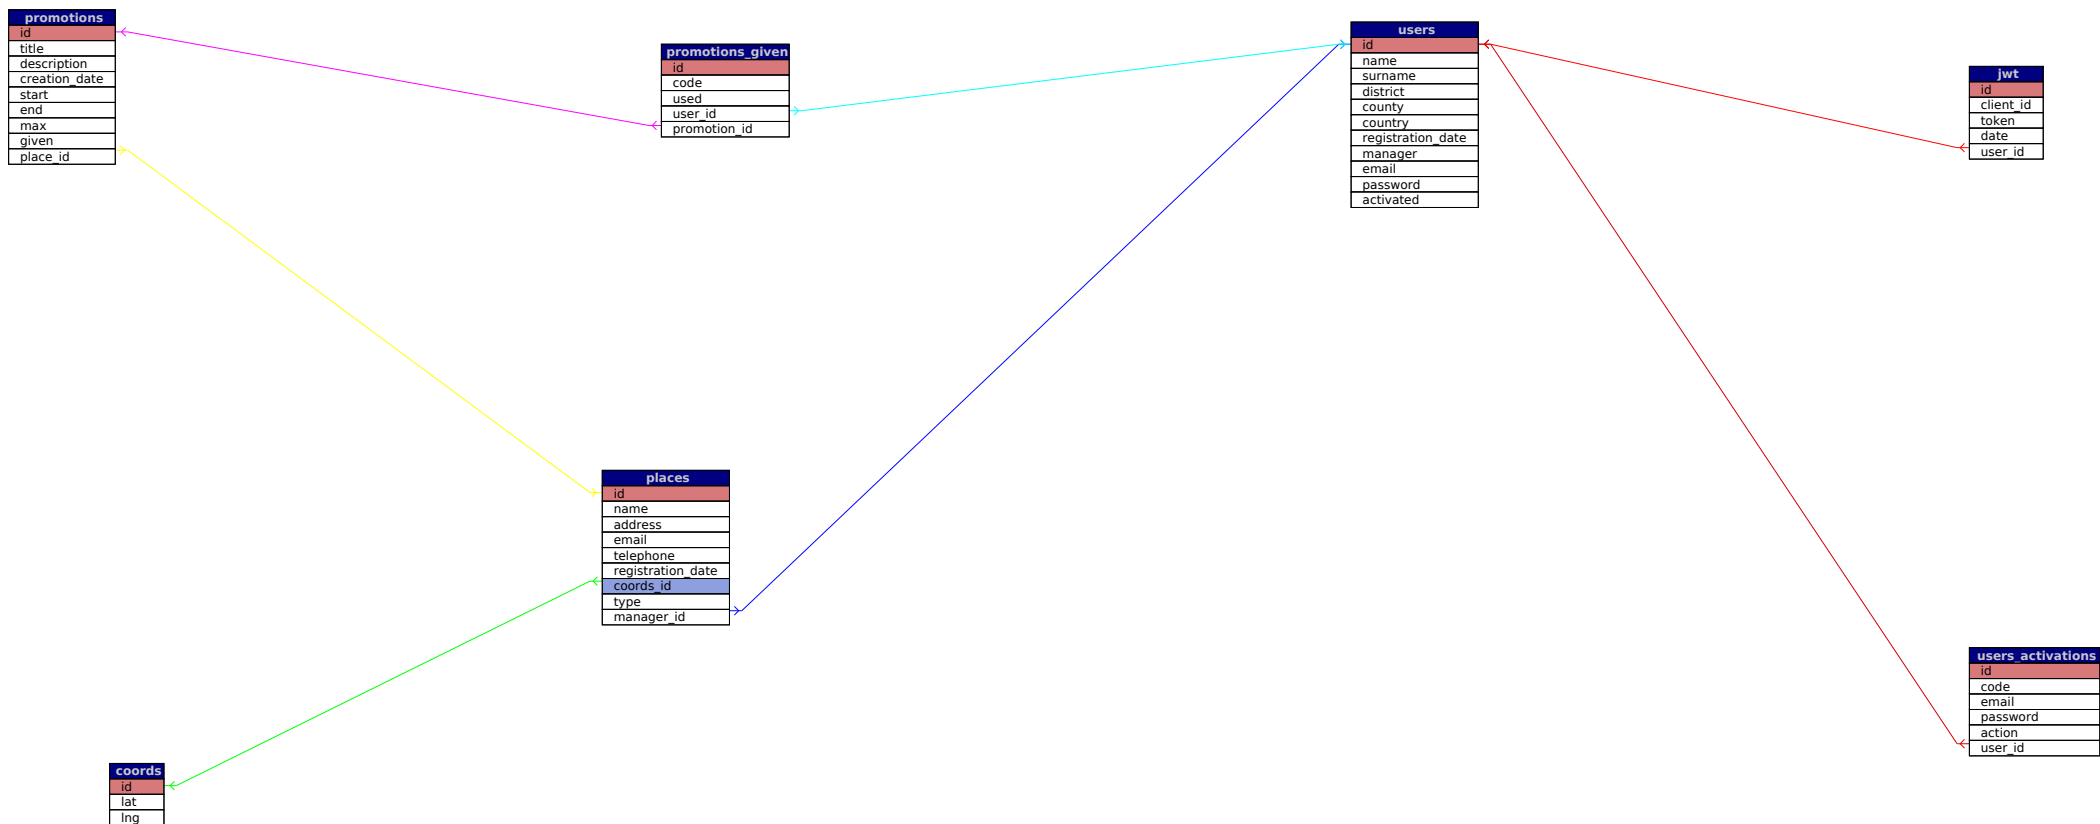 promotions
id
title
description
creation_date
start
end
max
given
place_id
promotions_given
id
code
used
user_id
promotion_id
users
id
name
surname
district
county
country
registration_date
manager
email
password
activated
jwt
id
client_id
token
date
user_id
places
id
name
address
email
telephone
registration_date
coords_id
type
manager_id
users_activations
id
code
email
password
action
user_id
coords
id
lat
lng